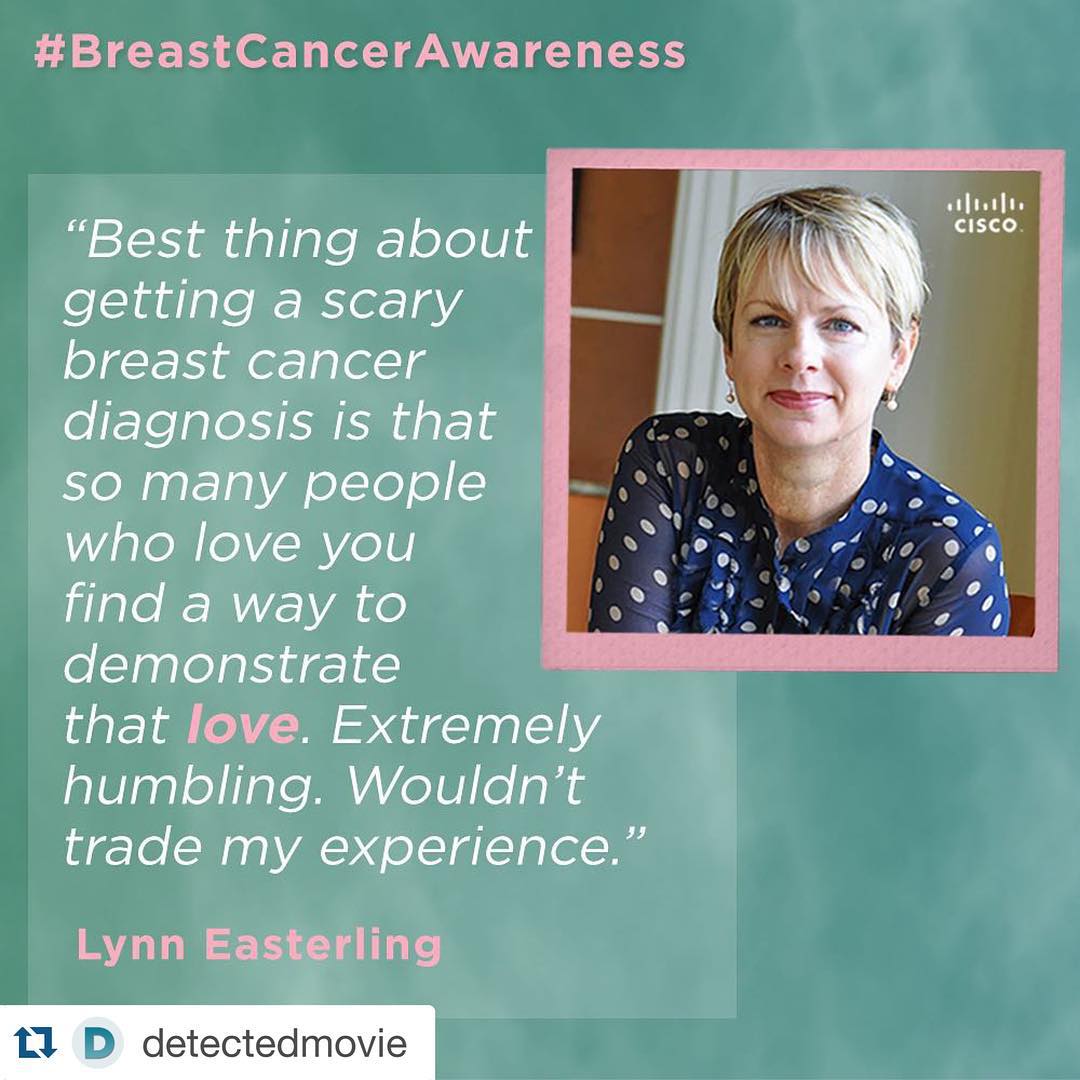 #BreastCancerAwareness
CISCO.
“Best thing about
getting a scary
breast cancer
diagnosis is that
so many people
who love you
find a way to
demonstrate
that love. Extremely
humbling. Wouldn’t
trade my experience.”
Lynn Easterling
D detectedmovie